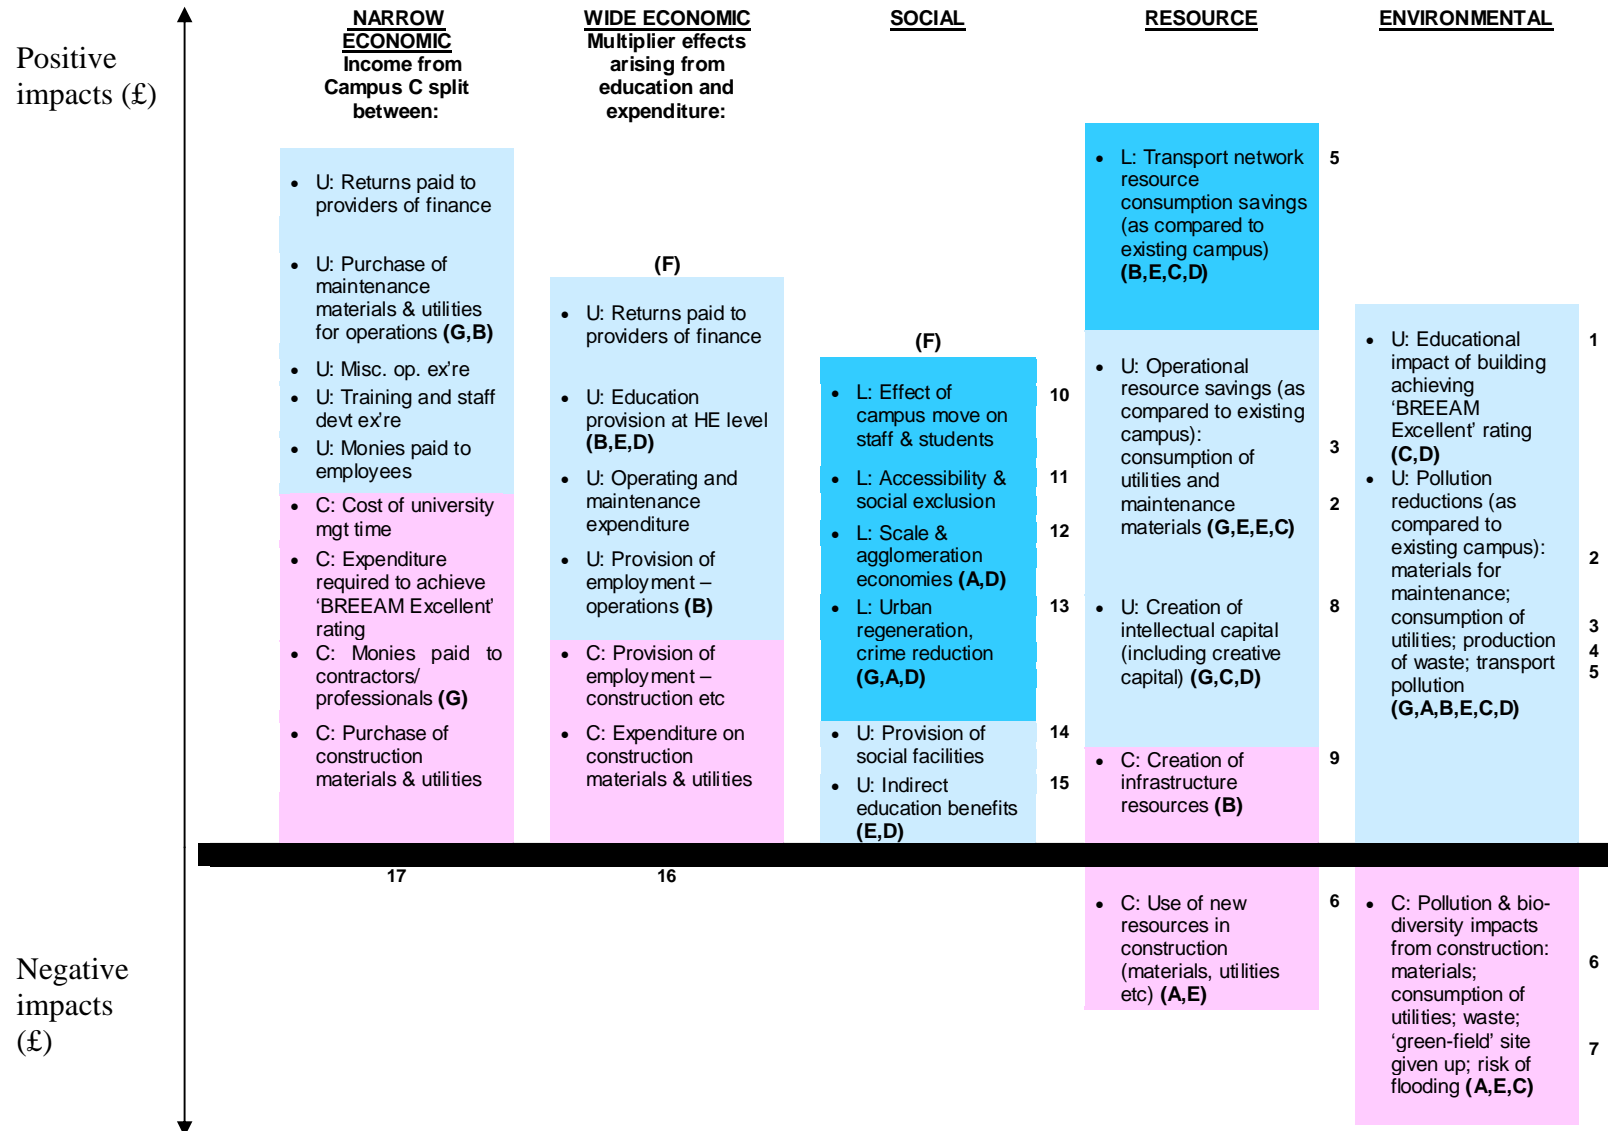 Positive
impacts (£)
Negative
impacts
(£)
NARROW
ECONOMIC
Income from
Campus C split
between:
• U: Returns paid to
providers of finance
• U: Purchase of
maintenance
materials & utilities
for operations (G,B)
• U: Misc. op. ex're
• U: Training and staff
devt ex're
• U: Monies paid to
employees
• C: Cost of university
mgt time
• C: Expenditure
required to achieve
‘BREEAM Excellent’
rating
• C: Monies paid to
contractors/
professionals (G)
• C: Purchase of
construction
materials & utilities
17
WIDE ECONOMIC
Multiplier effects
arising from
education and
expenditure:
(F)
• U: Returns paid to
providers of finance
• U: Education
provision at HE level
(B,E,D)
• U: Operating and
maintenance
expenditure
• U: Provision of
employment –
operations (B)
• C: Provision of
employment –
construction etc
• C: Expenditure on
construction
materials & utilities
16
SOCIAL
(F)
• L: Effect of
campus move on
staff & students
10
• L: Accessibility &
social exclusion
11
• L: Scale &
agglomeration
economies (A,D)
12
• L: Urban
regeneration,
crime reduction
(G,A,D)
13
• U: Provision of
social facilities
14
• U: Indirect
education benefits
(E,D)
15
RESOURCE
• L: Transport network
resource
consumption savings
(as compared to
existing campus)
(B,E,C,D)
5
• U: Operational
resource savings (as
compared to existing
campus):
consumption of
utilities and
maintenance
materials (G,E,E,C)
3
2
• U: Creation of
intellectual capital
(including creative
capital) (G,C,D)
8
• C: Creation of
infrastructure
resources (B)
9
• C: Use of new
resources in
construction
(materials, utilities
etc) (A,E)
6
ENVIRONMENTAL
• U: Educational
impact of building
achieving
‘BREEAM
Excellent’ rating
(C,D)
1
• U: Pollution
reductions (as
compared to
existing campus):
materials for
maintenance;
consumption of
utilities; production
of waste; transport
pollution
(G,A,B,E,C,D)
2
3
4
5
• C: Pollution & bio-
diversity impacts
from construction:
materials;
consumption of
utilities; waste;
‘green-field’ site
given up; risk of
flooding (A,E,C)
6
7